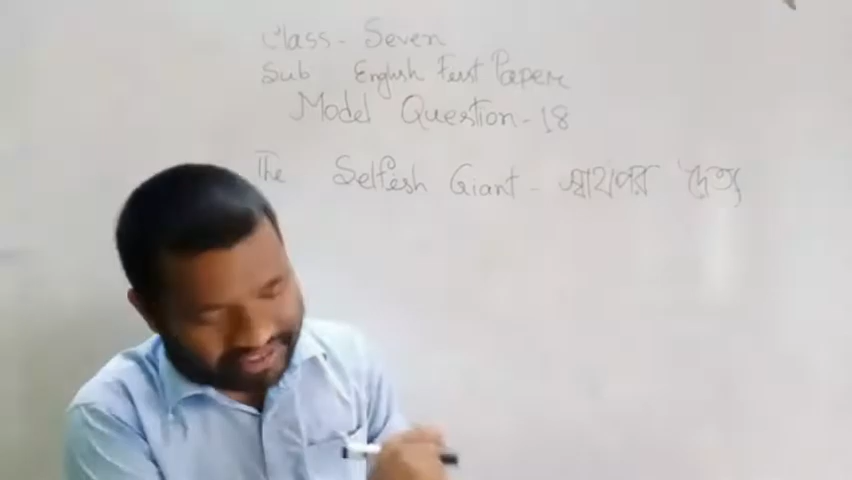 Class - Seven
Sub English First Paper
Model Question - 18
The Selfish Giant - স্বার্থপর দৈত্য